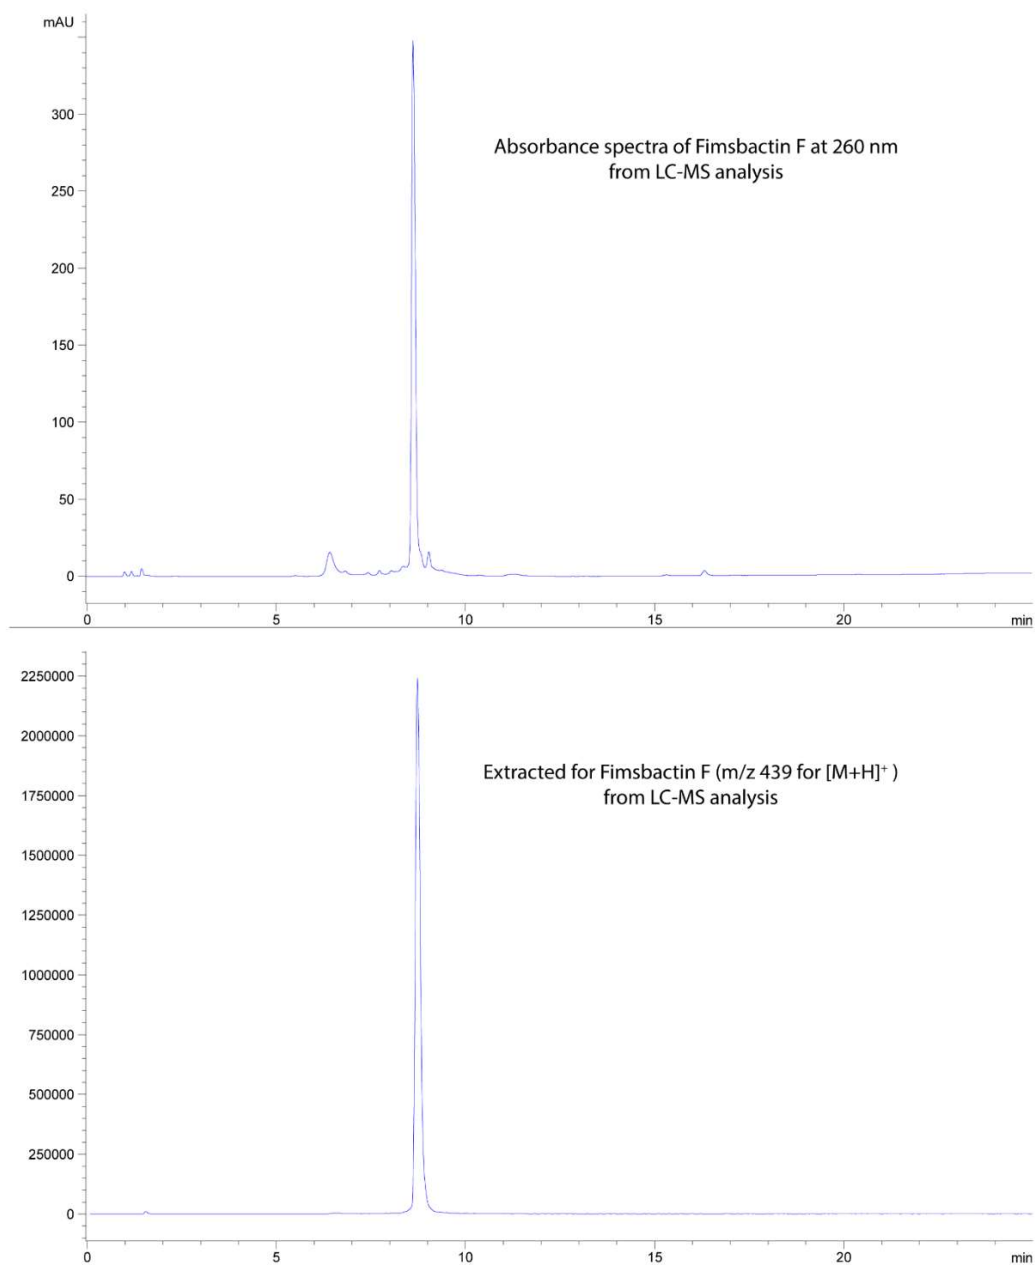 mAU
300
250
200
150
100
50
0
Absorbance spectra of Fimsbactin F at 260 nm
from LC-MS analysis
0 5 10 15 20 min
2250000
2000000
1750000
1500000
1250000
1000000
750000
500000
250000
0
Extracted for Fimsbactin F (m/z 439 for [M+H]⁺ )
from LC-MS analysis
0 5 10 15 20 min